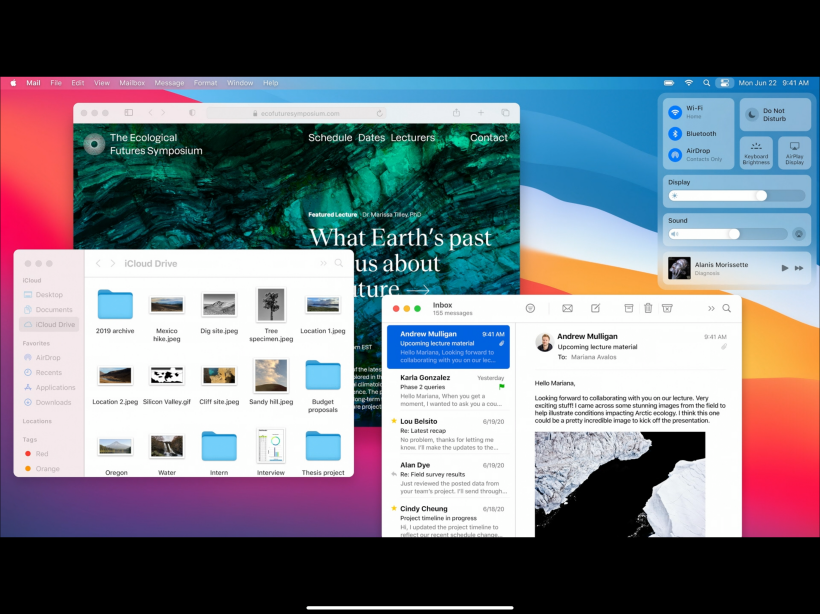 Mail File Edit View Mailbox Message Format Window Help
Mon Jun 22 9:41 AM
ecofuturesymposium.com
The Ecological
Futures Symposium
Schedule Dates Lecturers
Contact
Featured Lecture
Dr Marissa Tilley, PhD
What Earth's past
us about
uture
EST
iCloud
Desktop
Documents
iCloud Drive
Favorites
AirDrop
Recents
Applications
Downloads
Locations
Tags
Red
Orange
iCloud Drive
2019 archive
Mexico
hike.jpeg
Dig site.jpeg
Tree
specimen.jpeg
Location 1.jpeg
Location 2.jpeg
Silicon Valley.gif
Cliff site.jpeg
Sandy hill.jpeg
Budget
proposals
Oregon
Water
Intern
Interview
Thesis project
Inbox
155 messages
Andrew Mulligan 9:41 AM
Upcoming lecture material
Hello Mariana, Looking forward to
collaborating with you on our lec...
Karla Gonzalez Yesterday
Phase 2 queries
Hello Mariana, When you get a
moment, I wanted to ask you a cou...
Lou Belsito 6/19/20
Re: Latest recap
No problem, thanks for letting me
know. I'll make the updates to the...
Alan Dye 6/19/20
Re: Field survey results
Just reviewed the posted data from
your team's project. I'll send through...
Cindy Cheung 6/18/20
Project timeline in progress
Hi, I updated the project timeline to
reflect our recent schedule change...
Andrew Mulligan 9:41 AM
Upcoming lecture material
To: Mariana Avalos
Hello Mariana,
Looking forward to collaborating with you on our lecture. Very
exciting stuff! I came across some stunning images from the field to
help illustrate conditions impacting Arctic ecology. I think this one
could be a pretty incredible image to kick off the presentation.
Wi-Fi
Bluetooth
AirDrop
Contacts Only
Do Not
Disturb
Keyboard
Brightness
AirPlay
Display
Display
Sound
Alanis Morissette
Diagnosis